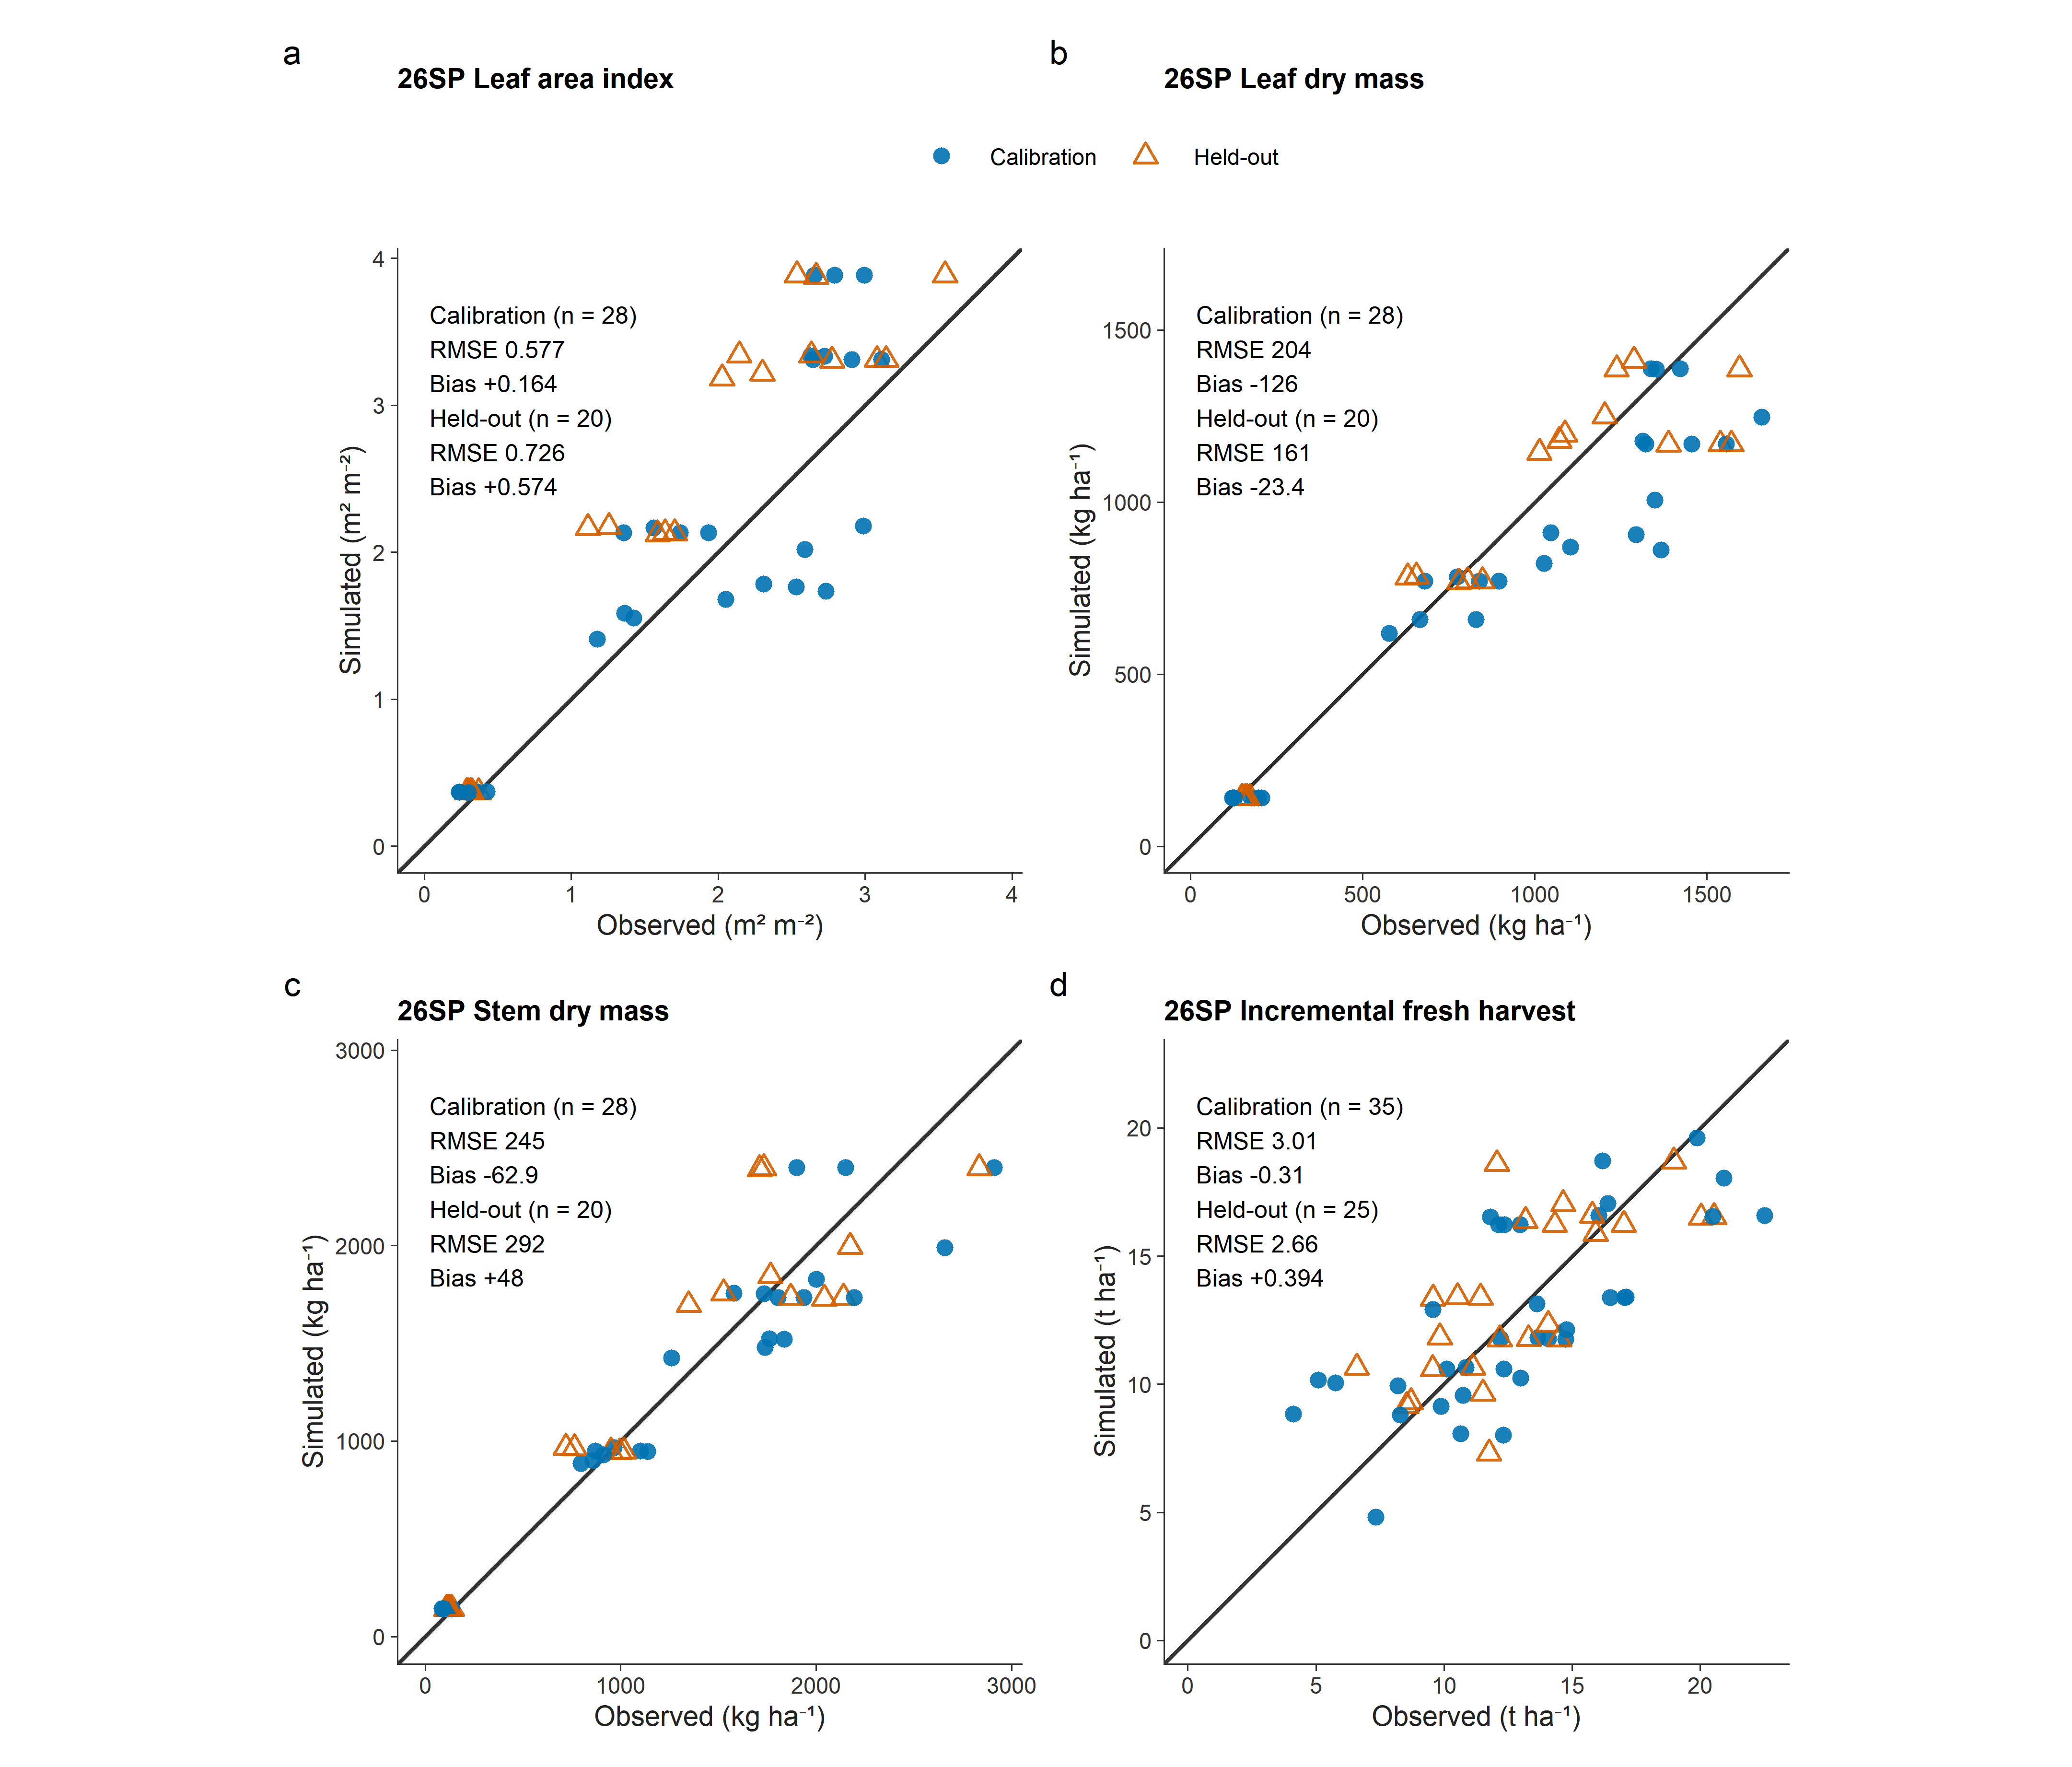 a
26SP Leaf area index
b
26SP Leaf dry mass
Calibration
Held-out
4
3
2
1
0
Simulated (m² m⁻²)
Calibration (n = 28)
RMSE 0.577
Bias +0.164
Held-out (n = 20)
RMSE 0.726
Bias +0.574
0 1 2 3 4
Observed (m² m⁻²)
1500
1000
500
0
Simulated (kg ha⁻¹)
Calibration (n = 28)
RMSE 204
Bias -126
Held-out (n = 20)
RMSE 161
Bias -23.4
0 500 1000 1500
Observed (kg ha⁻¹)
c
26SP Stem dry mass
3000
2000
1000
0
Simulated (kg ha⁻¹)
Calibration (n = 28)
RMSE 245
Bias -62.9
Held-out (n = 20)
RMSE 292
Bias +48
0 1000 2000 3000
Observed (kg ha⁻¹)
d
26SP Incremental fresh harvest
20
15
10
5
0
Simulated (t ha⁻¹)
Calibration (n = 35)
RMSE 3.01
Bias -0.31
Held-out (n = 25)
RMSE 2.66
Bias +0.394
0 5 10 15 20
Observed (t ha⁻¹)